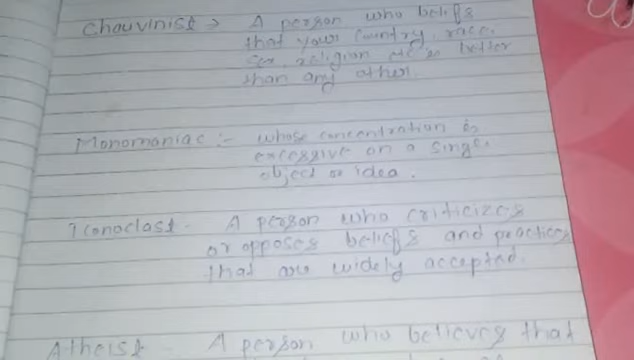 Chauvinist → A person who beliefs
that your country, race,
sex, religion etc is better
than any other.
Monomaniac :- whose concentration is
excessive on a single
object or idea.
Iconoclast - A person who criticizes
or opposes beliefs and practices
that are widely accepted.
Atheist - A person who believes that